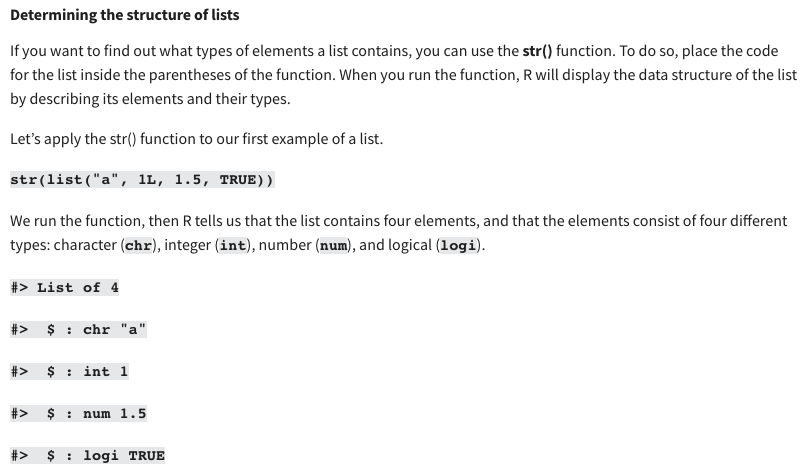 Determining the structure of lists
If you want to find out what types of elements a list contains, you can use the str() function. To do so, place the code
for the list inside the parentheses of the function. When you run the function, R will display the data structure of the list
by describing its elements and their types.
Let’s apply the str() function to our first example of a list.
str(list("a", 1L, 1.5, TRUE))
We run the function, then R tells us that the list contains four elements, and that the elements consist of four different
types: character (chr), integer (int), number (num), and logical (logi).
#> List of 4
#>  $ : chr "a"
#>  $ : int 1
#>  $ : num 1.5
#>  $ : logi TRUE